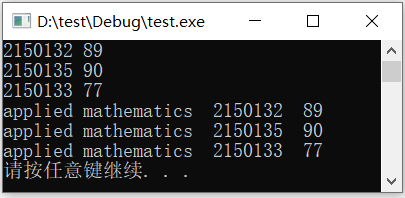 D:\test\Debug\test.exe
2150132 89
2150135 90
2150133 77
applied mathematics  2150132  89
applied mathematics  2150135  90
applied mathematics  2150133  77
请按任意键继续. . .